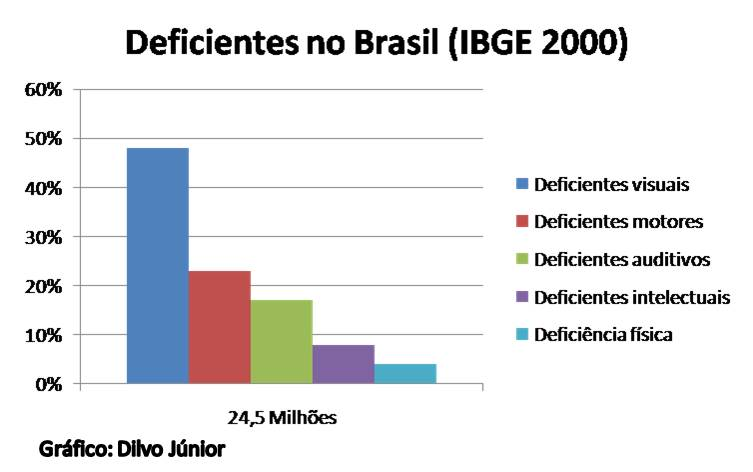 Deficientes no Brasil (IBGE 2000)
60%
50%
40%
30%
20%
10%
0%
24,5 Milhões
Deficientes visuais
Deficientes motores
Deficientes auditivos
Deficientes intelectuais
Deficiência física
Gráfico: Dilvo Júnior